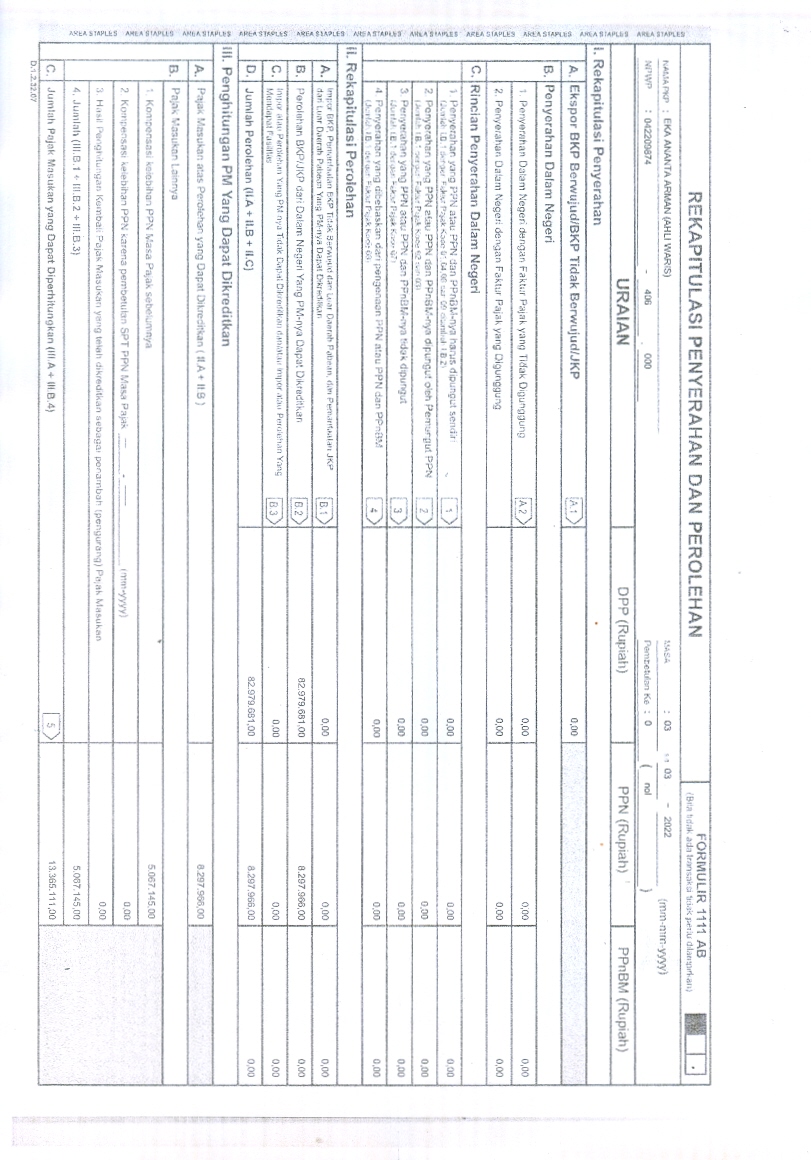 AREA STAPLES AREA STAPLES AREA STAPLES AREA STAPLES AREA STAPLES AREA STAPLES AREA STAPLES AREA STAPLES AREA STAPLES AREA STAPLES AREA STAPLES
REKAPITULASI PENYERAHAN DAN PEROLEHAN
FORMULIR 1111 AB
(Bila tidak ada transaksi tidak perlu dilampirkan)
NAMA PKP : EKA ANANTA ARMAN (AHLI WARIS)
MASA : 03 s.d 03 - 2022 (mm-mm-yyyy)
NPWP : 042209874 - 406 . 000
Pembetulan Ke : 0 ( nol )
URAIAN DPP (Rupiah) PPN (Rupiah) PPnBM (Rupiah)
I. Rekapitulasi Penyerahan
A. Ekspor BKP Berwujud/BKP Tidak Berwujud/JKP A.1 0,00
B. Penyerahan Dalam Negeri
1. Penyerahan Dalam Negeri dengan Faktur Pajak yang Tidak Digunggung A.2 0,00 0,00 0,00
2. Penyerahan Dalam Negeri dengan Faktur Pajak yang Digunggung 0,00 0,00 0,00
C. Rincian Penyerahan Dalam Negeri
1. Penyerahan yang PPN atau PPN dan PPnBM-nya harus dipungut sendiri 1 0,00 0,00 0,00
2. Penyerahan yang PPN atau PPN dan PPnBM-nya dipungut oleh Pemungut PPN 2 0,00 0,00 0,00
3. Penyerahan yang PPN atau PPN dan PPnBM-nya tidak dipungut 3 0,00 0,00 0,00
4. Penyerahan yang dibebaskan dari pengenaan PPN atau PPN dan PPnBM 4 0,00 0,00 0,00
II. Rekapitulasi Perolehan
A. Impor BKP, Pemanfaatan BKP Tidak Berwujud dari Luar Daerah Pabean, dan Pemanfaatan JKP
dari Luar Daerah Pabean Yang PM-nya Dapat Dikreditkan B.1 0,00 0,00 0,00
B. Perolehan BKP/JKP dari Dalam Negeri Yang PM-nya Dapat Dikreditkan B.2 82.979.681,00 8.297.966,00 0,00
C. Impor atau Perolehan Yang PM-nya Tidak Dapat Dikreditkan dan/atau Impor atau Perolehan Yang
Mendapat Fasilitas B.3 0,00 0,00 0,00
D. Jumlah Perolehan (II.A + II.B + II.C) 82.979.681,00 8.297.966,00 0,00
III. Penghitungan PM Yang Dapat Dikreditkan
A. Pajak Masukan atas Perolehan yang Dapat Dikreditkan ( II.A + II.B ) 8.297.966,00
B. Pajak Masukan Lainnya
1. Kompensasi kelebihan PPN Masa Pajak sebelumnya 5.067.145,00
2. Kompensasi kelebihan PPN karena pembetulan SPT PPN Masa Pajak - (mm-yyyy) 0,00
3. Hasil Penghitungan Kembali Pajak Masukan yang telah dikreditkan sebagai penambah (pengurang) Pajak Masukan 0,00
4. Jumlah (III.B.1 + III.B.2 + III.B.3) 5.067.145,00
C. Jumlah Pajak Masukan yang Dapat Diperhitungkan (III.A + III.B.4) 5 13.365.111,00
D.1.2.32.07